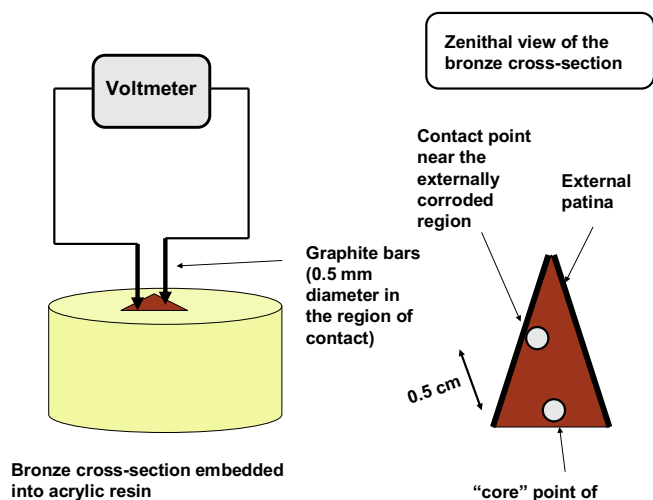 Voltmeter
Graphite bars
(0.5 mm
diameter in
the region of
contact)
Bronze cross-section embedded
into acrylic resin
Zenithal view of the
bronze cross-section
Contact point
near the
externally
corroded
region
External
patina
0.5 cm
“core” point of